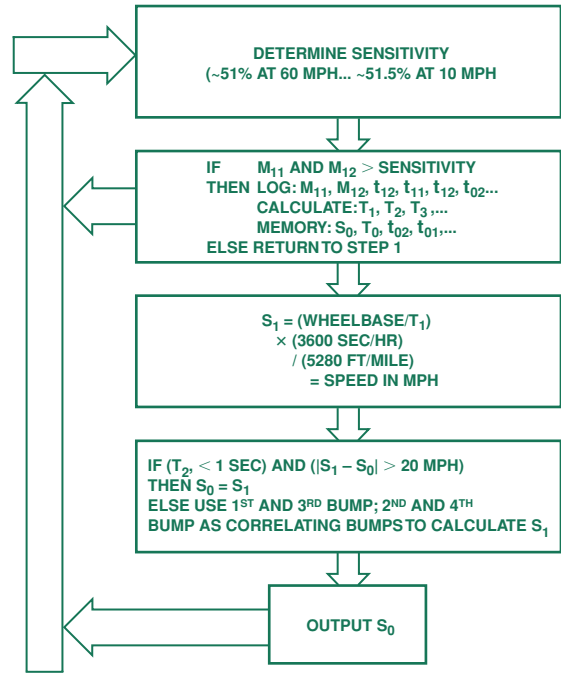 DETERMINE SENSITIVITY
(~51% AT 60 MPH... ~51.5% AT 10 MPH
IF M₁₁ AND M₁₂ > SENSITIVITY
THEN LOG: M₁₁, M₁₂, t₁₂, t₁₁, t₁₂, t₀₂...
CALCULATE: T₁, T₂, T₃,...
MEMORY: S₀, T₀, t₀₂, t₀₁,...
ELSE RETURN TO STEP 1
S₁ = (WHEELBASE/T₁)
× (3600 SEC/HR)
/ (5280 FT/MILE)
= SPEED IN MPH
IF (T₂, < 1 SEC) AND (|S₁ – S₀| > 20 MPH)
THEN S₀ = S₁
ELSE USE 1ST AND 3RD BUMP; 2ND AND 4TH
BUMP AS CORRELATING BUMPS TO CALCULATE S₁
OUTPUT S₀